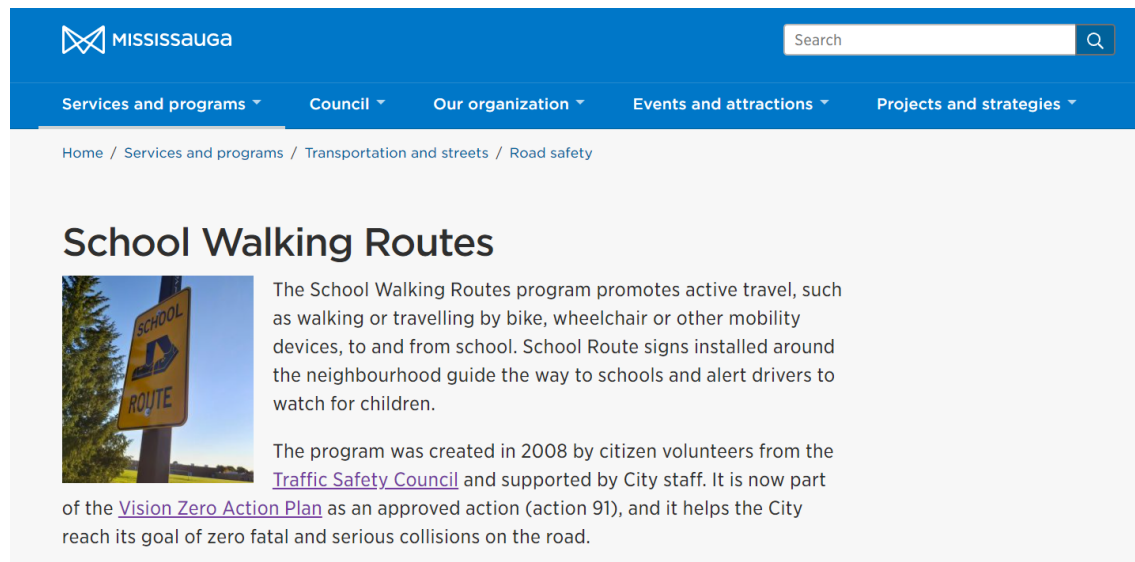 MISSISSAUGA
Search
Services and programs Council Our organization Events and attractions Projects and strategies
Home / Services and programs / Transportation and streets / Road safety
School Walking Routes
SCHOOL
ROUTE
The School Walking Routes program promotes active travel, such
as walking or travelling by bike, wheelchair or other mobility
devices, to and from school. School Route signs installed around
the neighbourhood guide the way to schools and alert drivers to
watch for children.
The program was created in 2008 by citizen volunteers from the
Traffic Safety Council and supported by City staff. It is now part
of the Vision Zero Action Plan as an approved action (action 91), and it helps the City
reach its goal of zero fatal and serious collisions on the road.